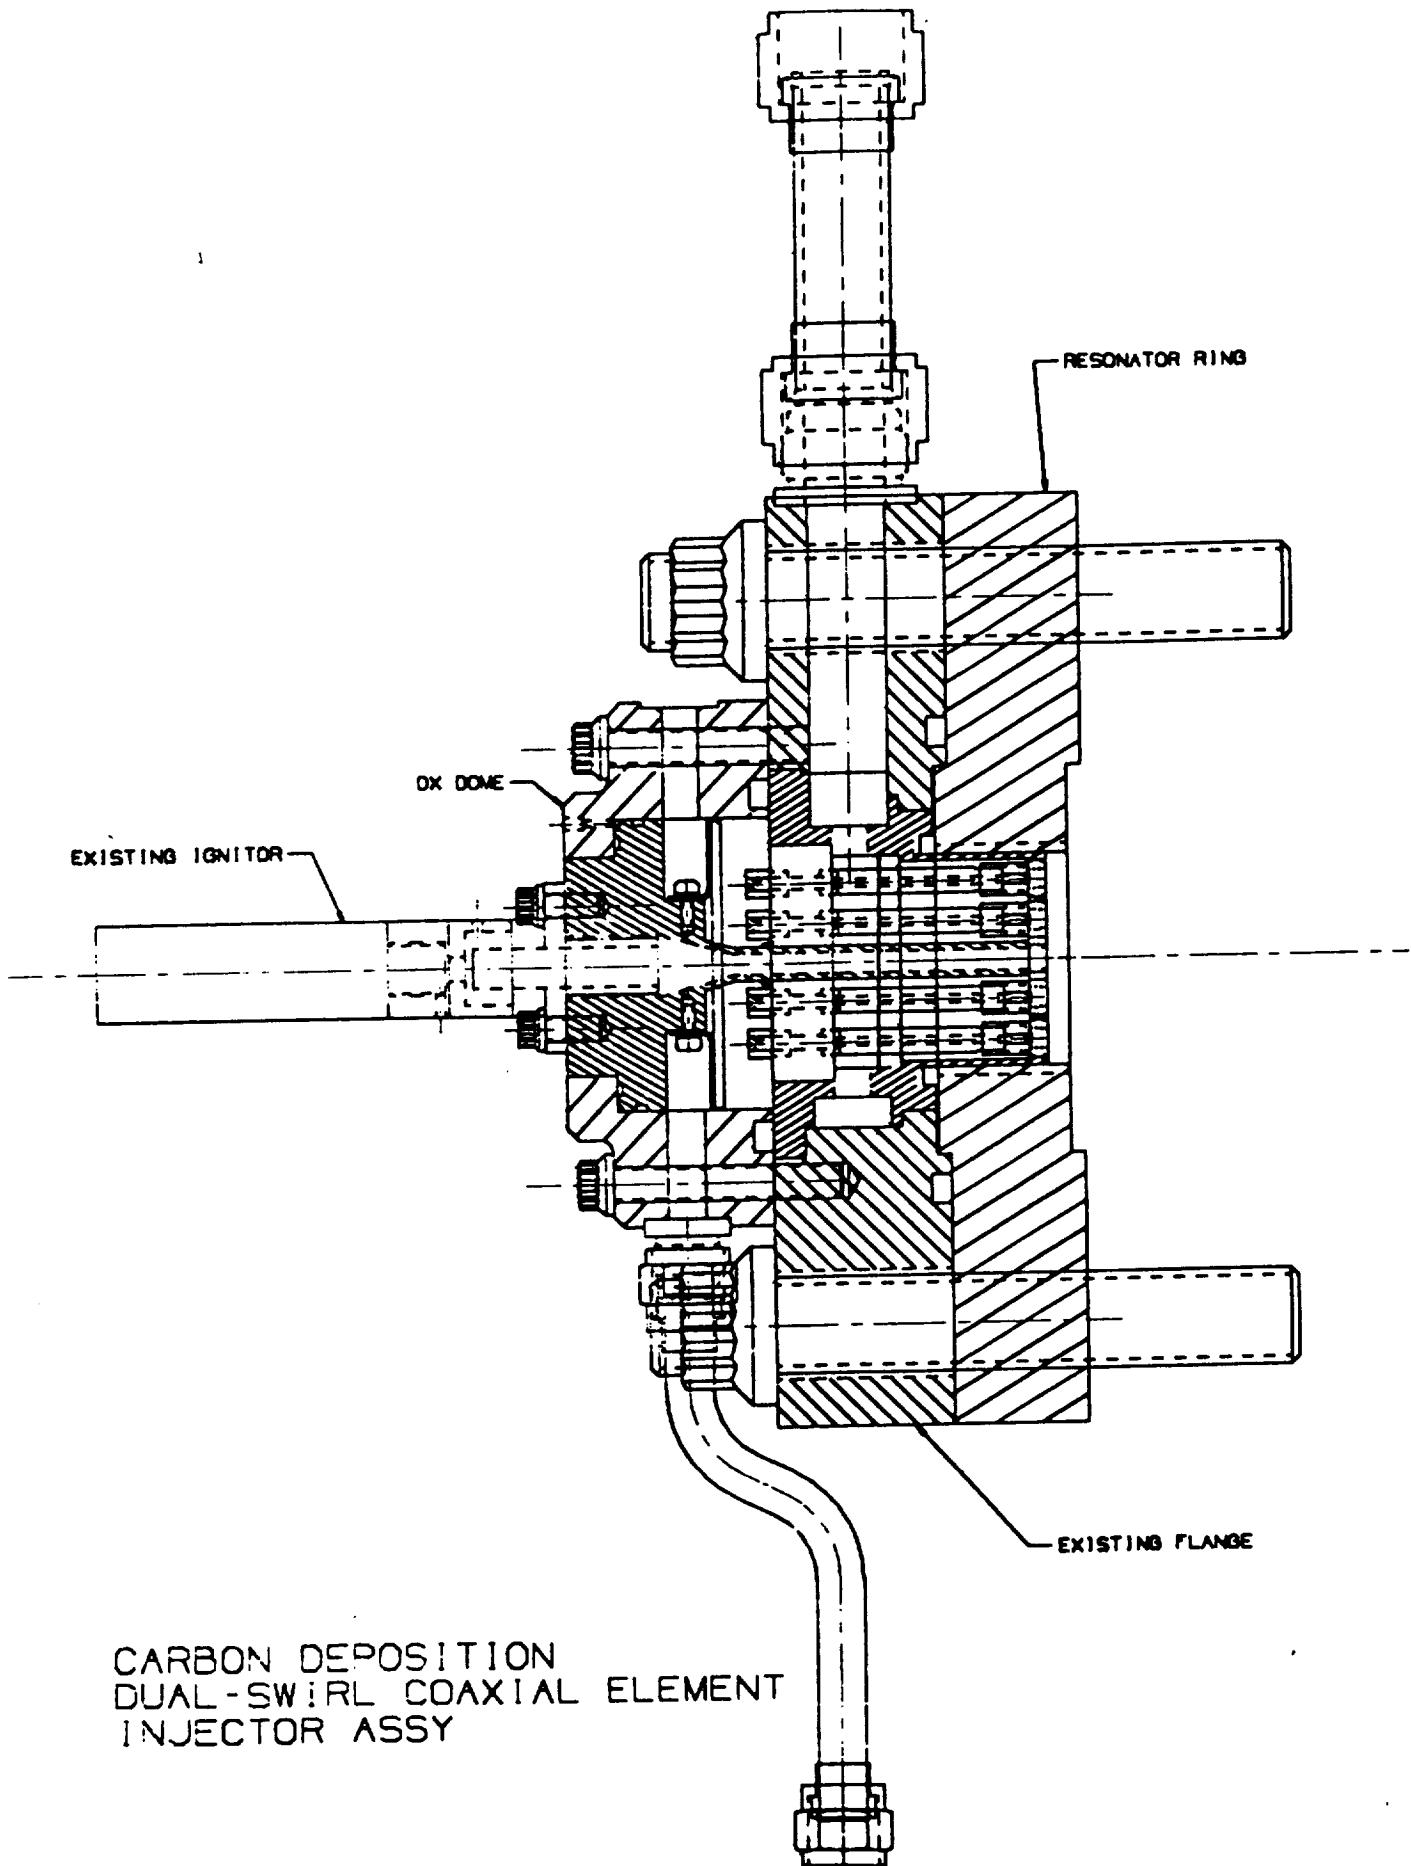 RESONATOR RING
OX DOME
EXISTING IGNITOR
EXISTING FLANGE
CARBON DEPOSITION
DUAL-SWIRL COAXIAL ELEMENT
INJECTOR ASSY